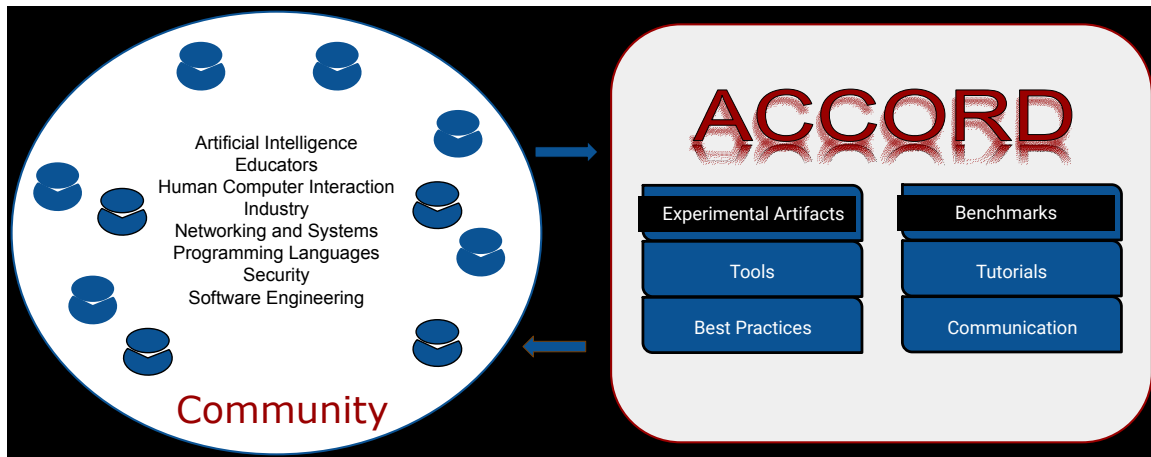 Artificial Intelligence
Educators
Human Computer Interaction
Industry
Networking and Systems
Programming Languages
Security
Software Engineering
Community
ACCORD
Experimental Artifacts
Benchmarks
Tools
Tutorials
Best Practices
Communication